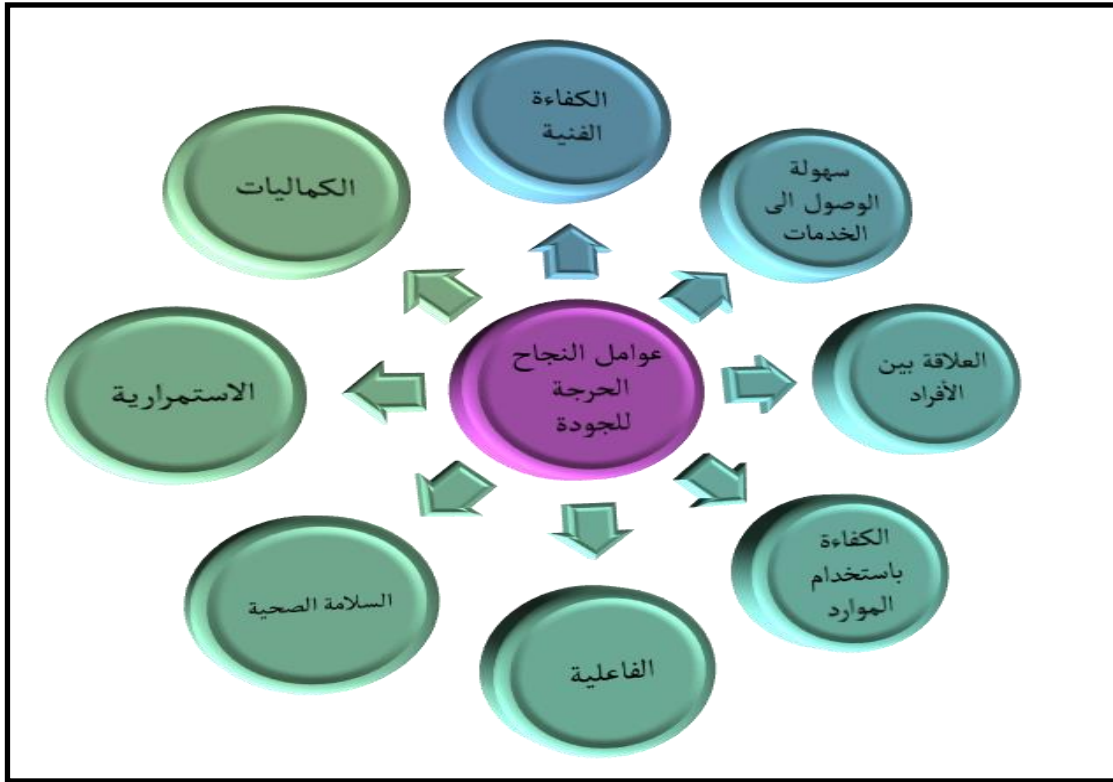 الكفاءة
الفنية
سهولة
الوصول الى
الخدمات
العلاقة بين
الأفراد
الكفاءة
باستخدام
الموارد
الفاعلية
السلامة الصحية
الاستمرارية
الكماليات
عوامل النجاح
الحرجة
للجودة